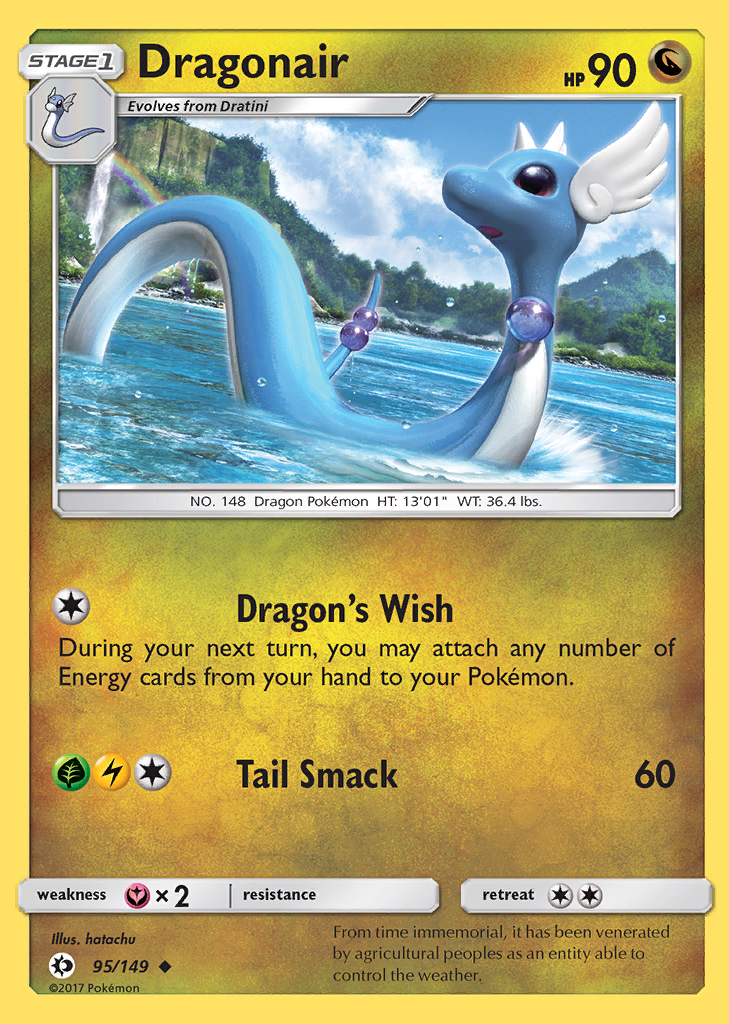 STAGE1
Dragonair
HP 90
Evolves from Dratini
NO. 148 Dragon Pokémon HT: 13'01" WT: 36.4 lbs.
Dragon's Wish
During your next turn, you may attach any number of
Energy cards from your hand to your Pokémon.
Tail Smack 60
weakness ×2 resistance retreat
Illus. hatachu
95/149
©2017 Pokémon
From time immemorial, it has been venerated
by agricultural peoples as an entity able to
control the weather.